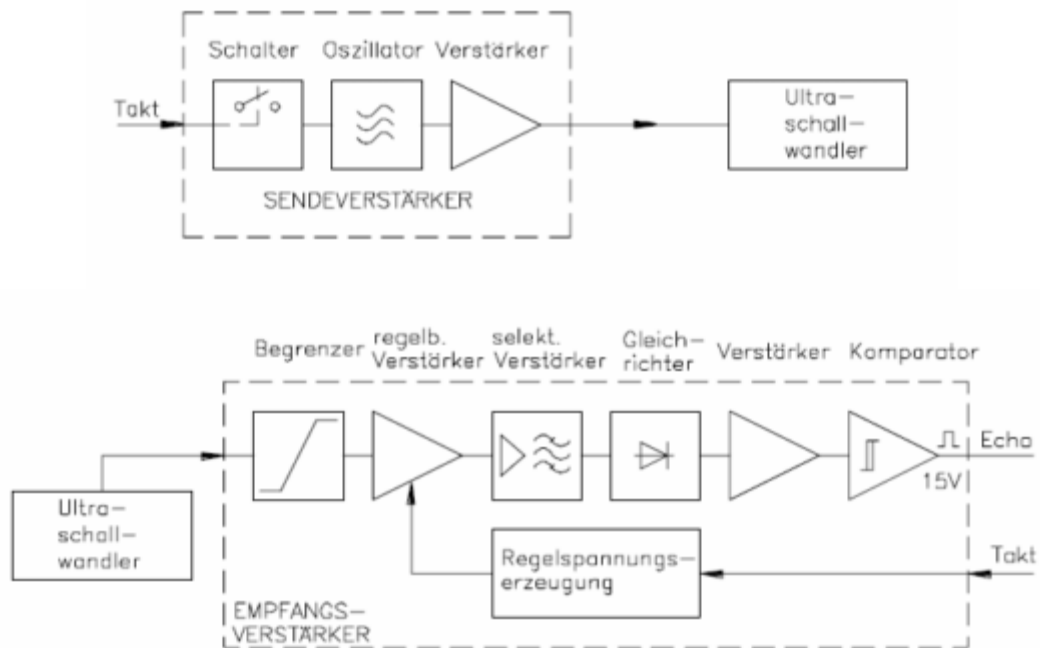 Schalter Oszillator Verstärker
Takt
Ultra-
schall-
wandler
SENDEVERSTÄRKER
Begrenzer
regelb.
Verstärker
selekt.
Verstärker
Gleich-
richter
Verstärker
Komparator
Echo
15V
Ultra-
schall-
wandler
Regelspannungs-
erzeugung
Takt
EMPFANGS-
VERSTÄRKER